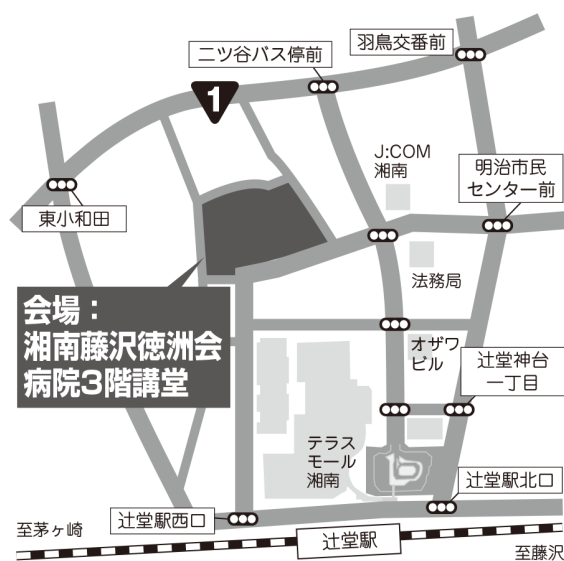 羽鳥交番前
二ツ谷バス停前
1
J:COM
湘南
明治市民
センター前
東小和田
法務局
会場：
湘南藤沢徳洲会
病院3階講堂
オザワ
ビル
辻堂神台
一丁目
テラス
モール
湘南
辻堂駅北口
辻堂駅西口
至茅ヶ崎
辻堂駅
至藤沢